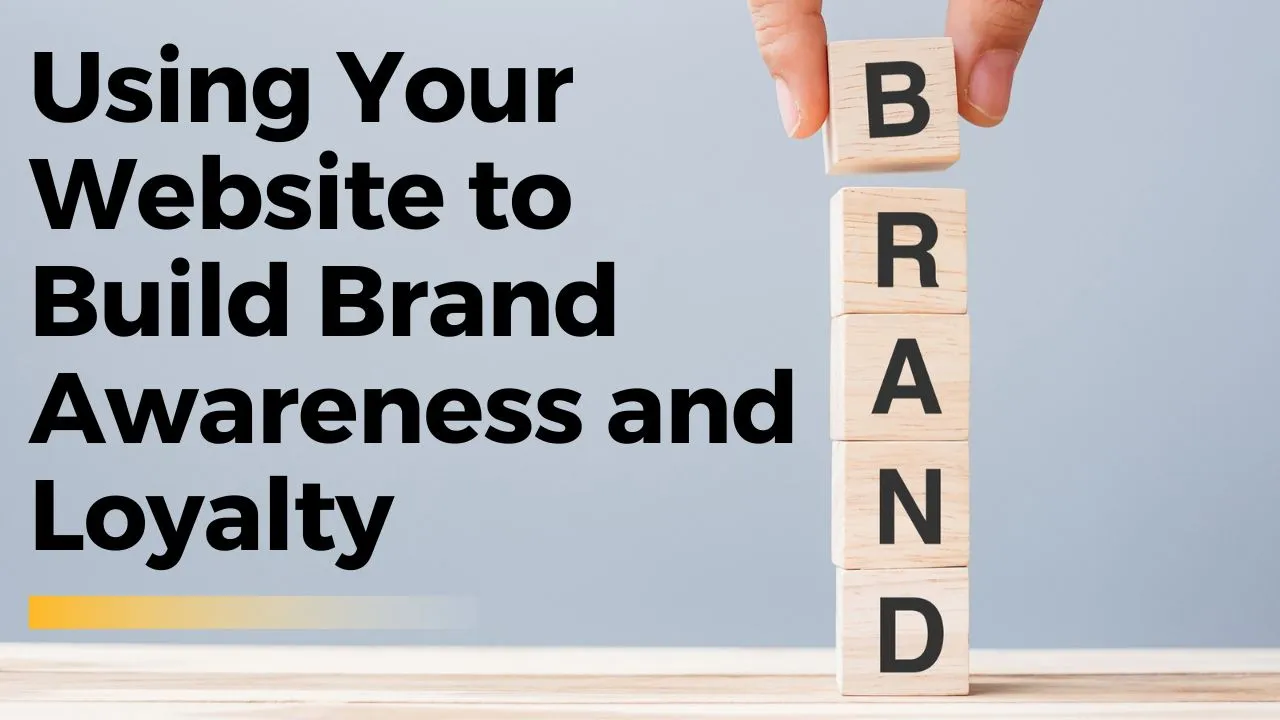 Using Your
Website to
Build Brand
Awareness and
Loyalty
B
R
A
N
D